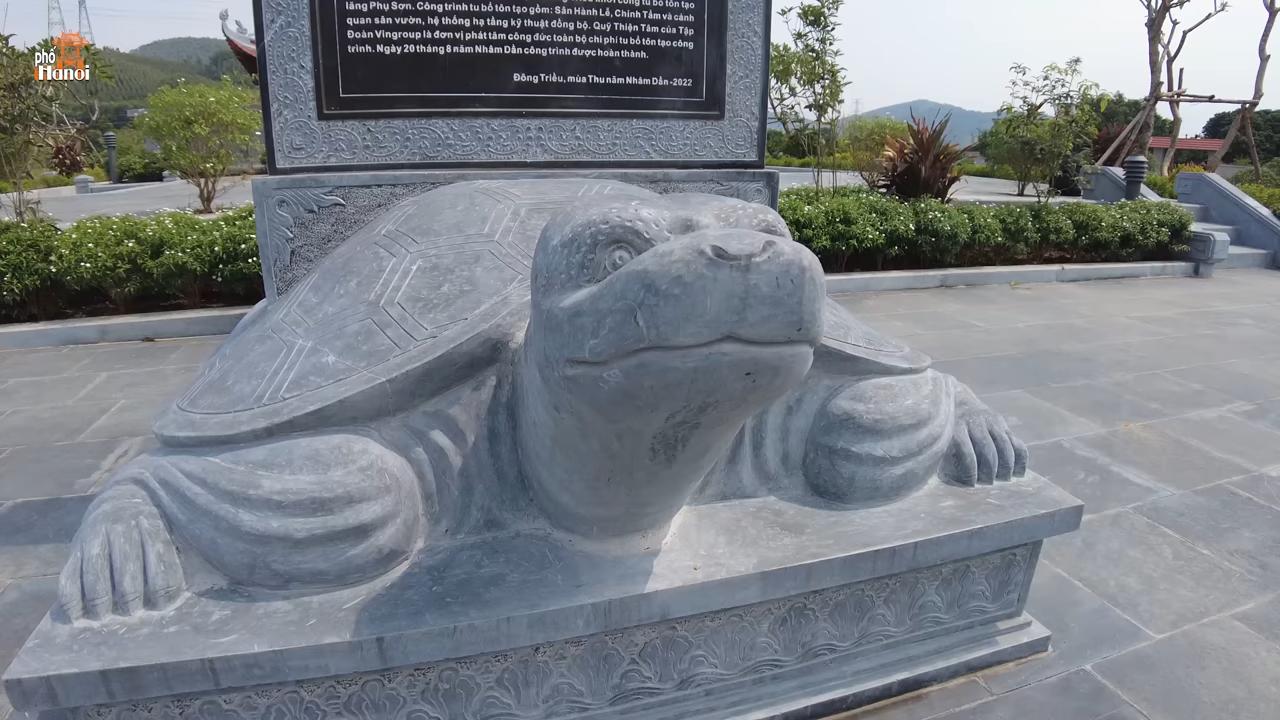 lăng Phụ Sơn. Công trình tu bổ tôn tạo gồm: Sân Hành Lễ, Chính Tẩm và cảnh
quan sân vườn, hệ thống hạ tầng kỹ thuật đồng bộ. Quỹ Thiện Tâm của Tập
Đoàn Vingroup là đơn vị phát tâm công đức toàn bộ chi phí tu bổ tôn tạo công
trình. Ngày 20 tháng 8 năm Nhâm Dần công trình được hoàn thành.
Đông Triều, mùa Thu năm Nhâm Dần -2022
phố
Hanoi